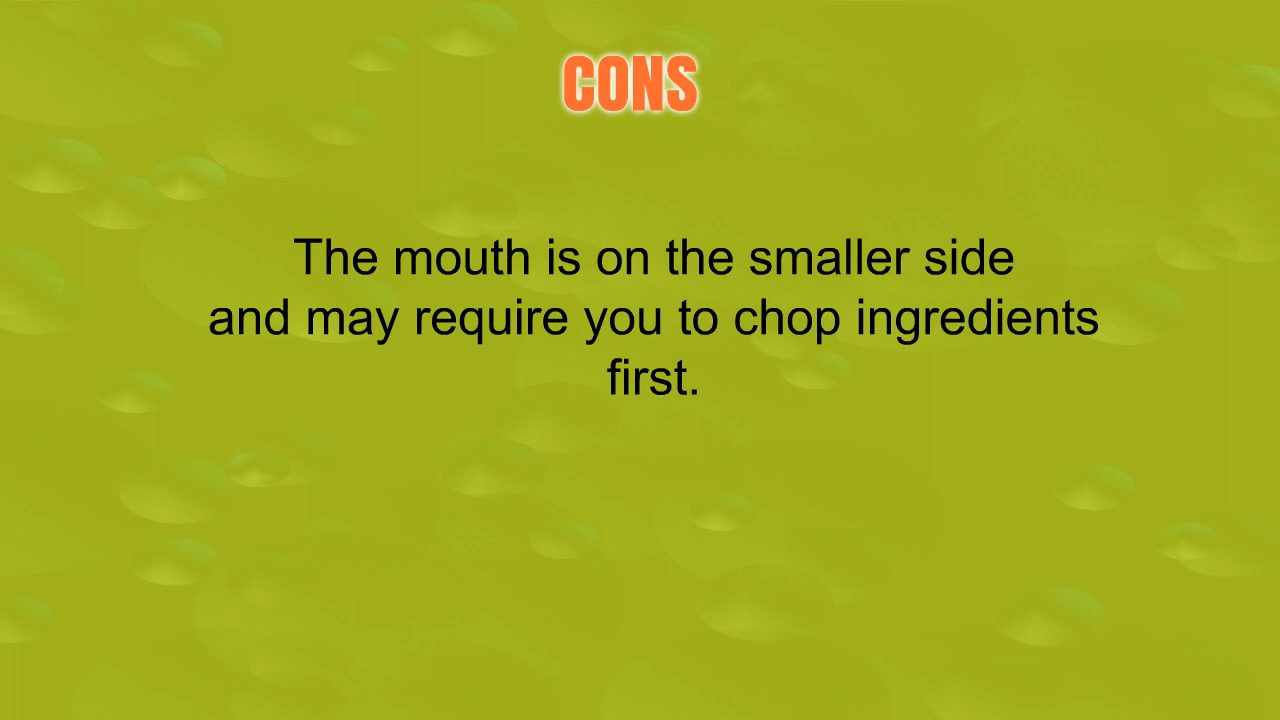 CONS
The mouth is on the smaller side
and may require you to chop ingredients
first.